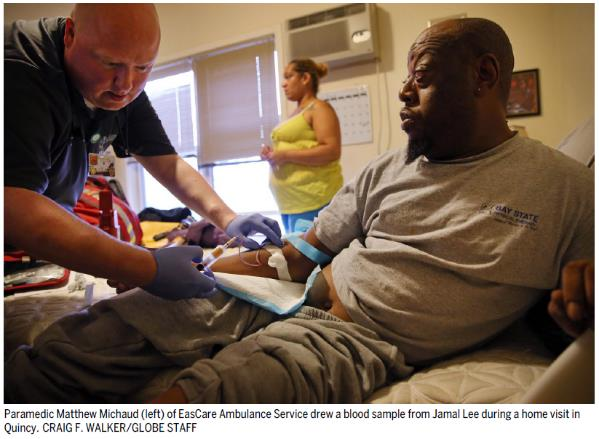 BAY STATE
Paramedic Matthew Michaud (left) of EasCare Ambulance Service drew a blood sample from Jamal Lee during a home visit in
Quincy. CRAIG F. WALKER/GLOBE STAFF